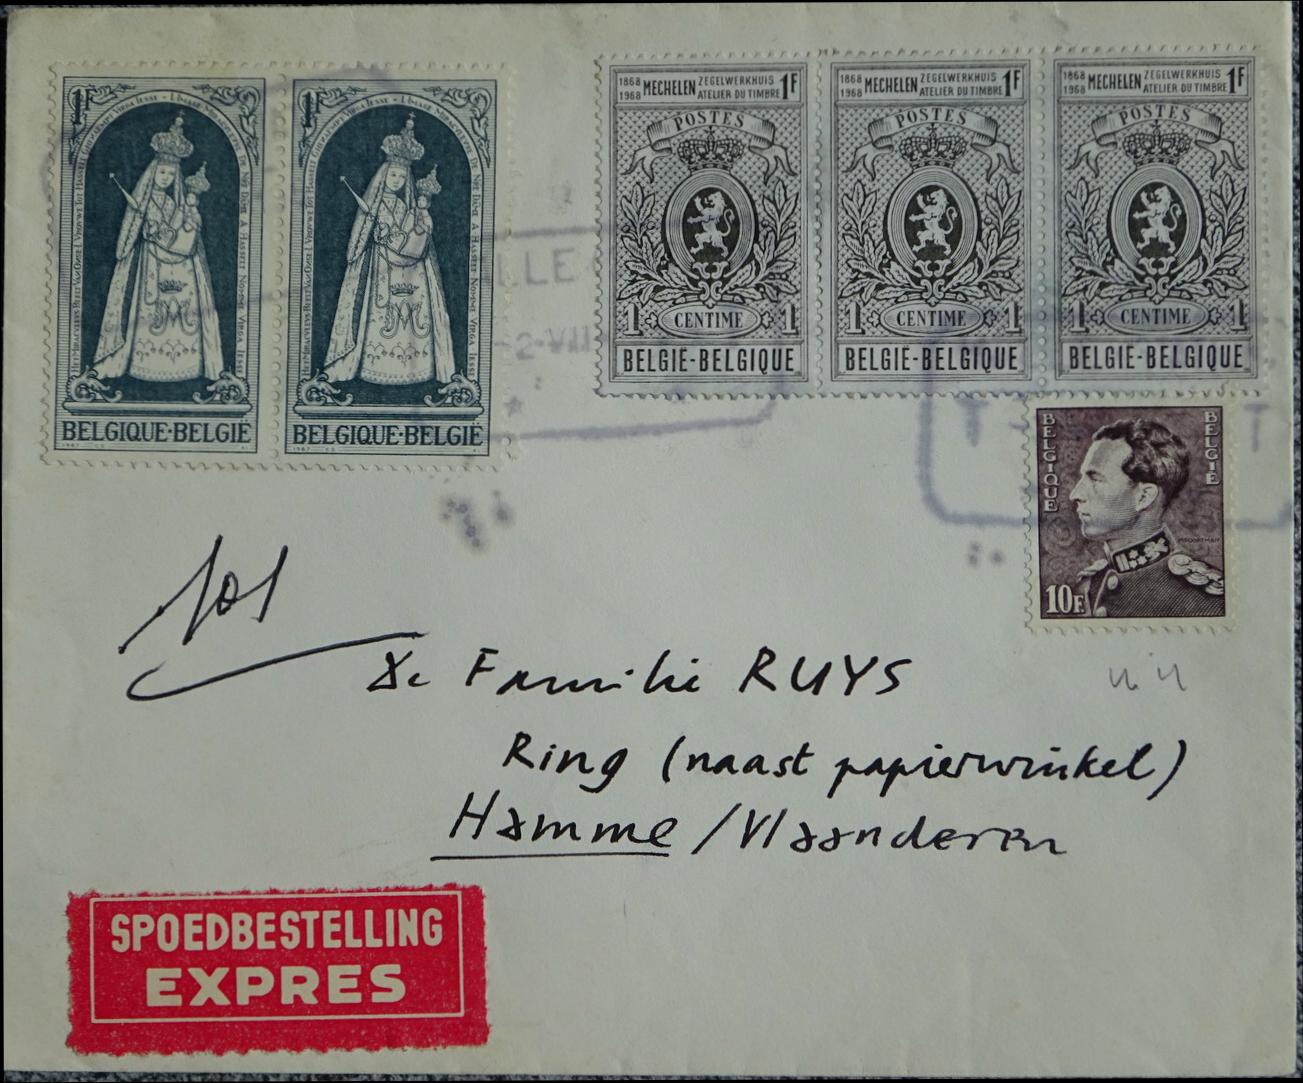 1F
BELGIQUE·BELGIË
1F
BELGIQUE·BELGIË
1868 1968 MECHELEN ZEGELWERKHUIS ATELIER DU TIMBRE 1F
POSTES
1 CENTIME 1
BELGIË-BELGIQUE
1868 1968 MECHELEN ZEGELWERKHUIS ATELIER DU TIMBRE 1F
POSTES
1 CENTIME 1
BELGIË-BELGIQUE
1868 1968 MECHELEN ZEGELWERKHUIS ATELIER DU TIMBRE 1F
POSTES
1 CENTIME 1
BELGIË-BELGIQUE
-2-VIII
BELGIQUE
BELGIË
10F
De Familie RUYS
Ring (naast papierwinkel)
Hamme /Vlaanderen
SPOEDBESTELLING
EXPRES